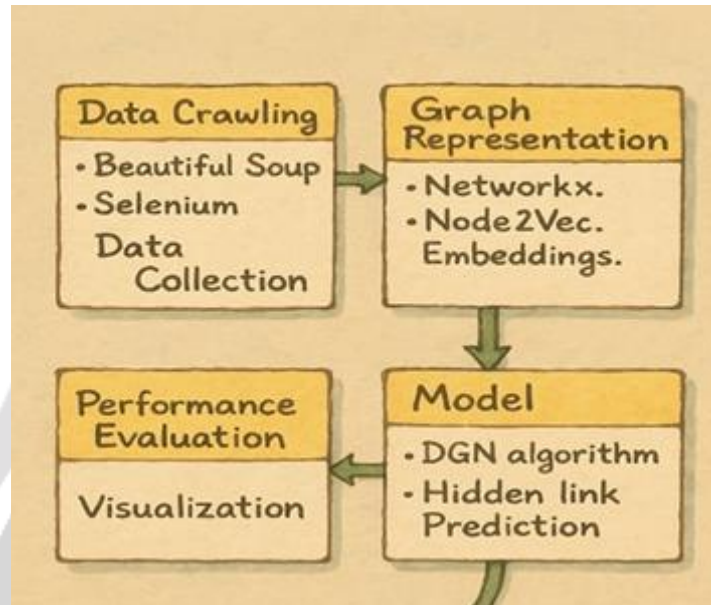 Data Crawling
• Beautiful Soup
• Selenium
Data
Collection
Graph
Representation
• Networkx.
• Node2Vec.
Embeddings.
Model
• DGN algorithm
• Hidden link
Prediction
Performance
Evaluation
Visualization